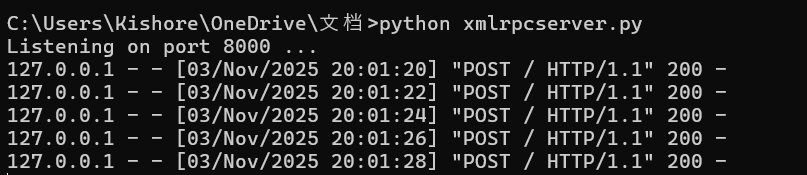 C:\Users\Kishore\OneDrive\文档>python xmlrpcserver.py
Listening on port 8000 ...
127.0.0.1 - - [03/Nov/2025 20:01:20] "POST / HTTP/1.1" 200 -
127.0.0.1 - - [03/Nov/2025 20:01:22] "POST / HTTP/1.1" 200 -
127.0.0.1 - - [03/Nov/2025 20:01:24] "POST / HTTP/1.1" 200 -
127.0.0.1 - - [03/Nov/2025 20:01:26] "POST / HTTP/1.1" 200 -
127.0.0.1 - - [03/Nov/2025 20:01:28] "POST / HTTP/1.1" 200 -